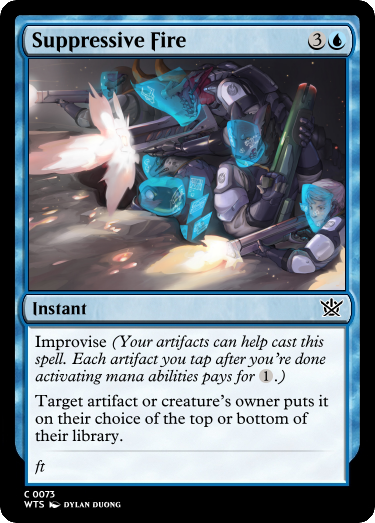 Suppressive Fire 3
Instant
Improvise (Your artifacts can help cast this
spell. Each artifact you tap after you're done
activating mana abilities pays for 1.)
Target artifact or creature's owner puts it
on their choice of the top or bottom of
their library.
ft
C 0073
WTS DYLAN DUONG